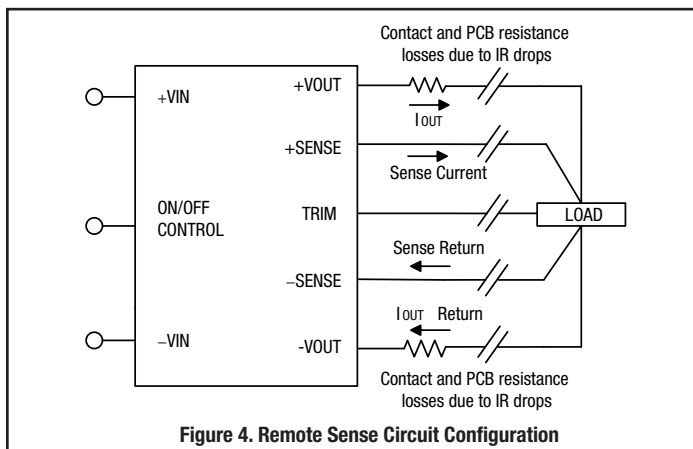 Contact and PCB resistance
losses due to IR drops
+VOUT
+VIN
IOUT
+SENSE
Sense Current
ON/OFF
CONTROL
TRIM
LOAD
Sense Return
−SENSE
IOUT Return
−VIN
-VOUT
Contact and PCB resistance
losses due to IR drops
Figure 4. Remote Sense Circuit Configuration